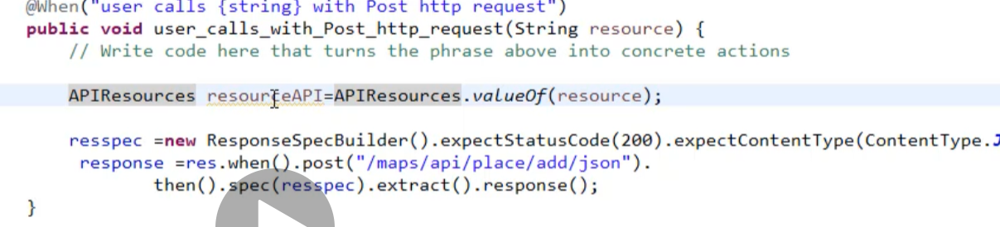 @When("user calls {string} with Post http request")
public void user_calls_with_Post_http_request(String resource) {
// Write code here that turns the phrase above into concrete actions
APIResources resourceAPI=APIResources.valueOf(resource);
resspec =new ResponseSpecBuilder().expectStatusCode(200).expectContentType(ContentType.J
response =res.when().post("/maps/api/place/add/json").
then().spec(resspec).extract().response();
}